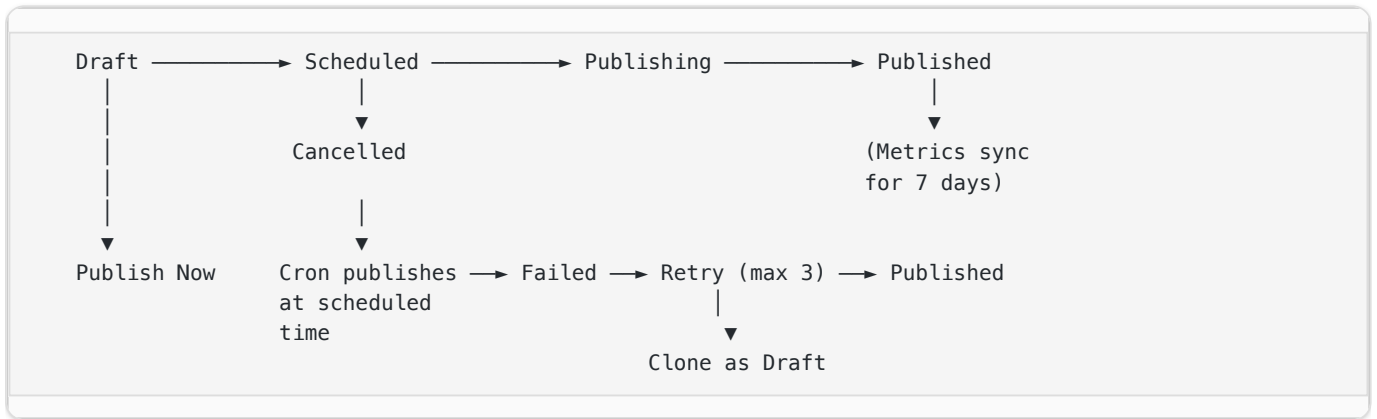 Draft ──────────► Scheduled ──────────► Publishing ──────────► Published
Cancelled (Metrics sync
for 7 days)
Publish Now Cron publishes ──► Failed ──► Retry (max 3) ──► Published
at scheduled
time
Clone as Draft